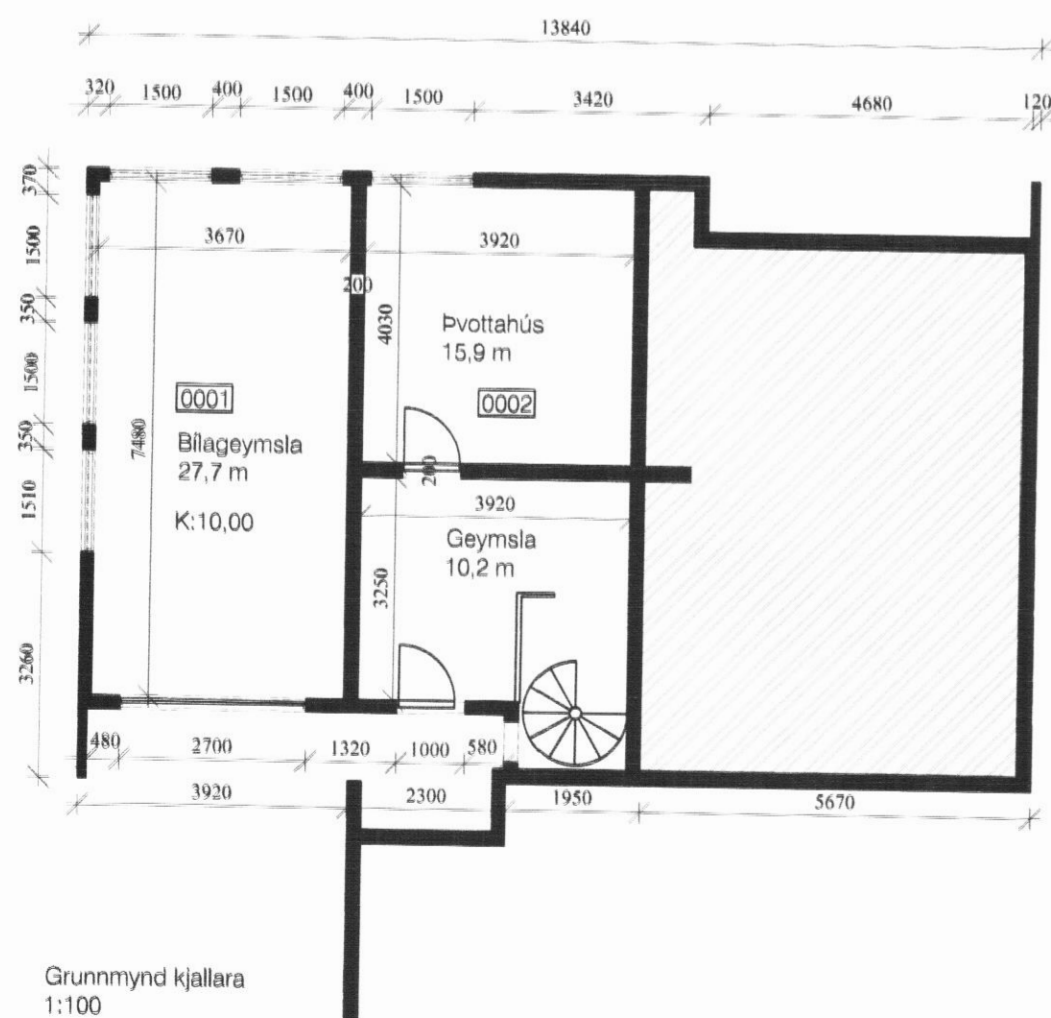 13840
320 1500 400 1500 400 1500 3420 4680 120
370
1500
350
1500
350
1510
3260
3670
3920
200
4030
7480
Þvottahús
15,9 m
0001
0002
Bílageymsla
27,7 m
K:10,00
200
3920
Geymsla
10,2 m
3250
480 2700 1320 1000 580
3920 2300 1950 5670
Grunnmynd kjallara
1:100